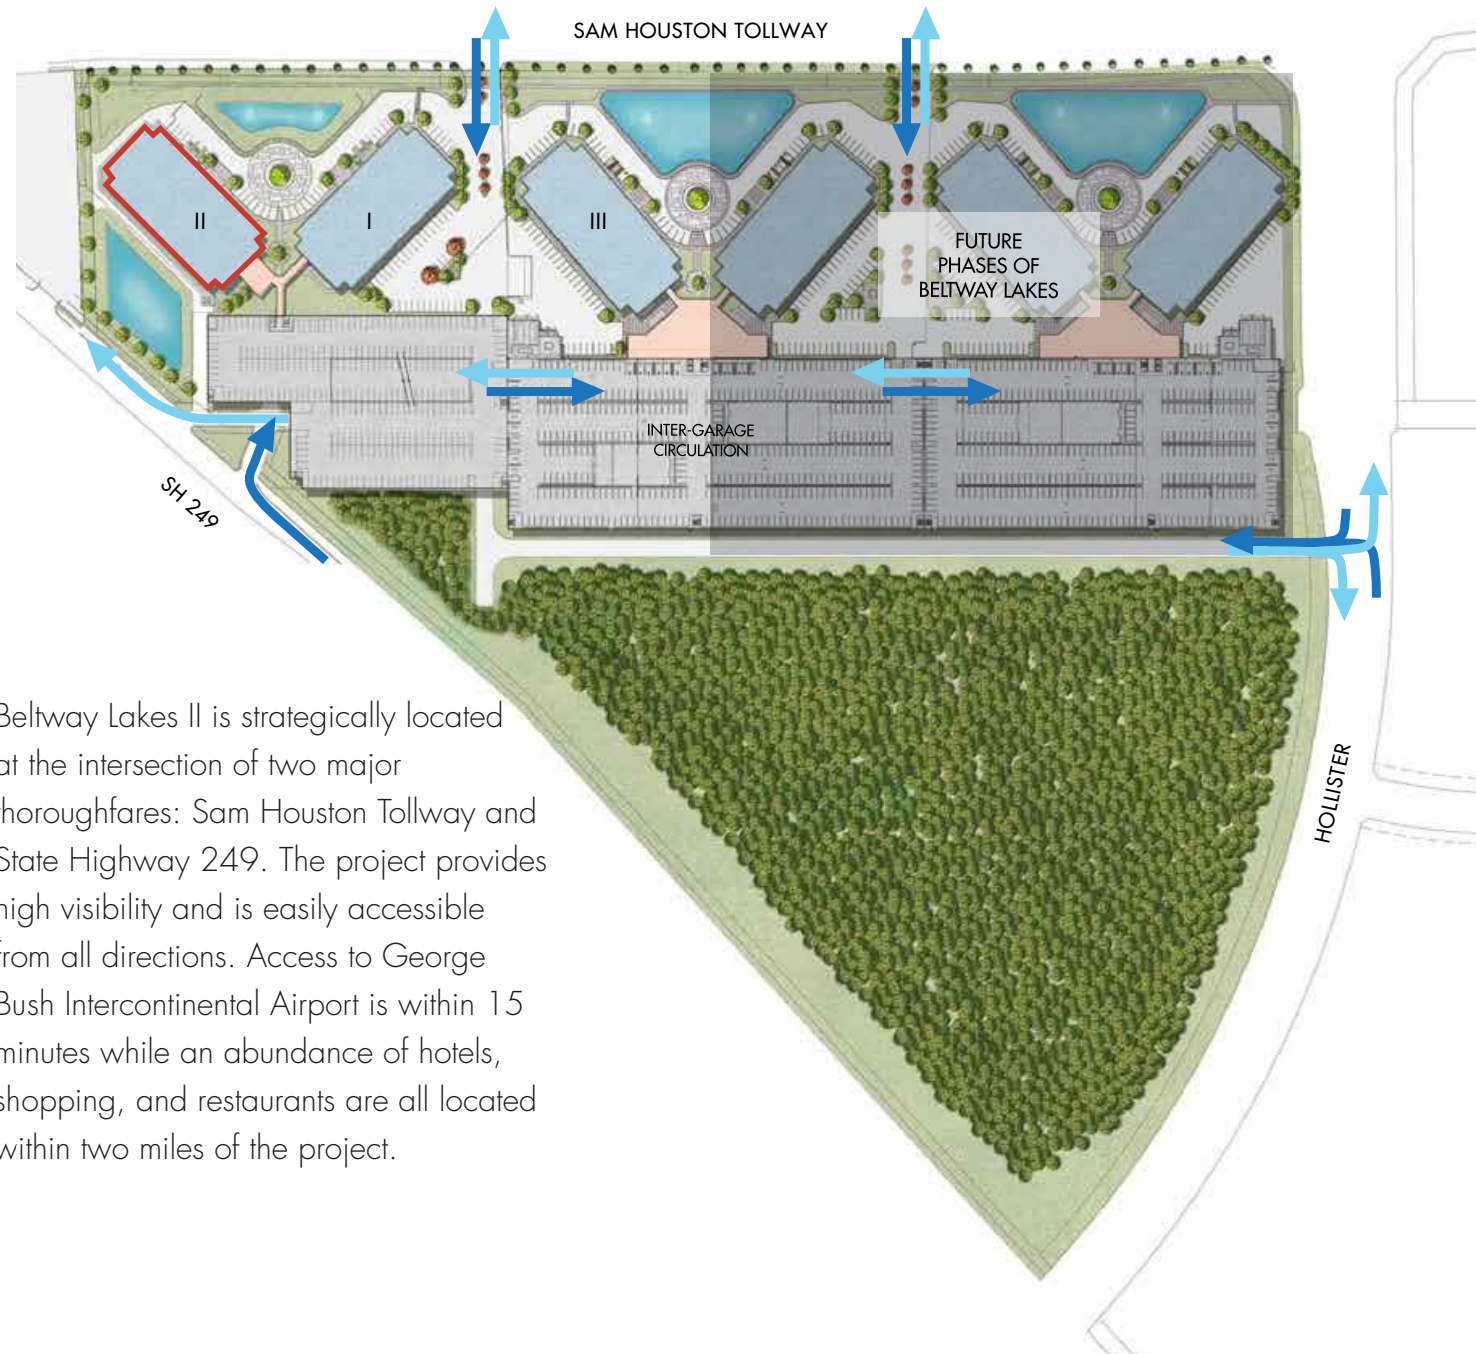 SAM HOUSTON TOLLWAY
II
I
III
FUTURE
PHASES OF
BELTWAY LAKES
INTER-GARAGE
CIRCULATION
SH 249
HOLLISTER
Beltway Lakes II is strategically located
at the intersection of two major
thoroughfares: Sam Houston Tollway and
State Highway 249. The project provides
high visibility and is easily accessible
from all directions. Access to George
Bush Intercontinental Airport is within 15
minutes while an abundance of hotels,
shopping, and restaurants are all located
within two miles of the project.